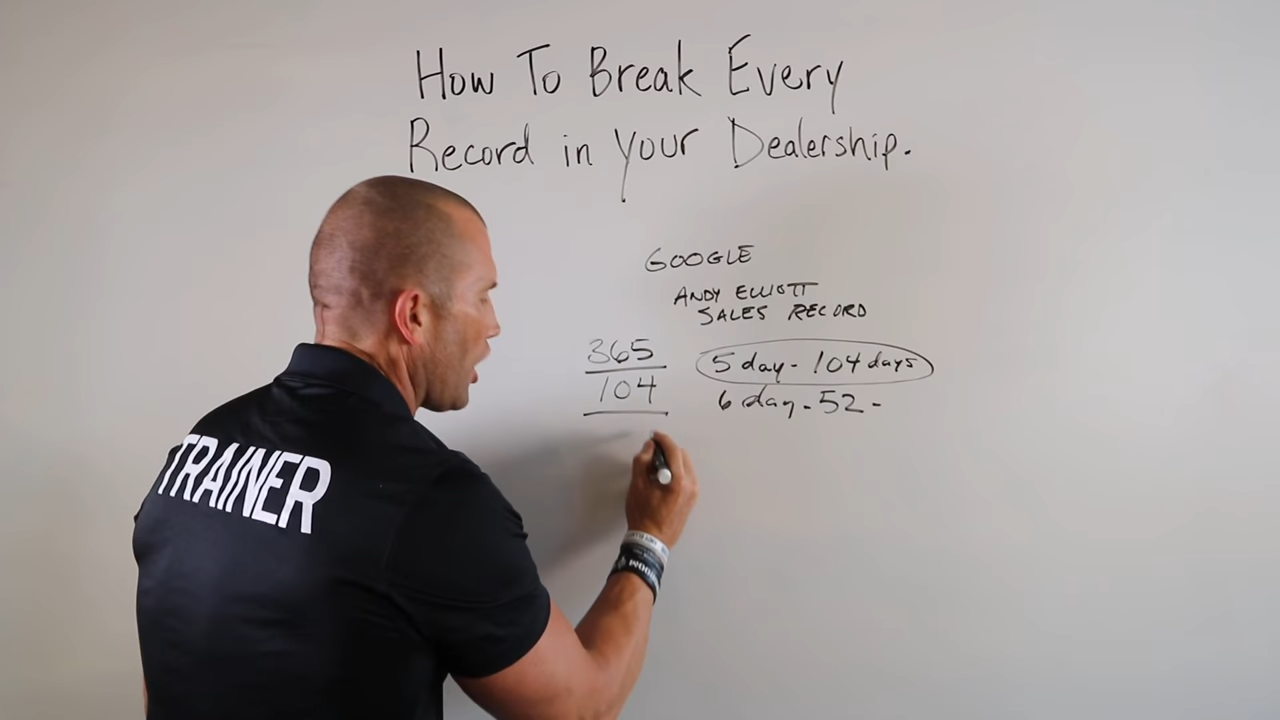 How To Break Every
Record in Your Dealership.
GOOGLE
ANDY ELLIOTT
SALES RECORD
365
104
5 day - 104 days
6 day - 52 -
TRAINER